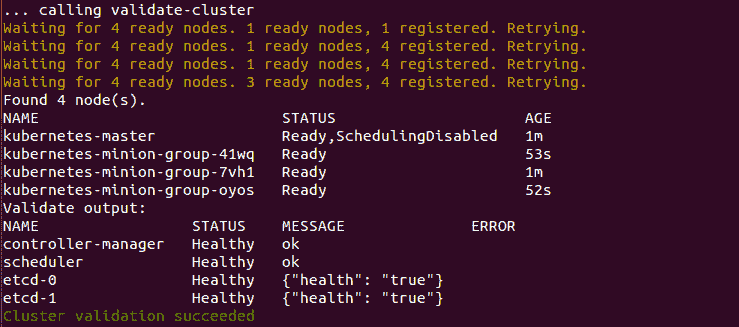 ... calling validate-cluster
Waiting for 4 ready nodes. 1 ready nodes, 1 registered. Retrying.
Waiting for 4 ready nodes. 1 ready nodes, 4 registered. Retrying.
Waiting for 4 ready nodes. 1 ready nodes, 4 registered. Retrying.
Waiting for 4 ready nodes. 3 ready nodes, 4 registered. Retrying.
Found 4 node(s).
NAME STATUS AGE
kubernetes-master Ready,SchedulingDisabled 1m
kubernetes-minion-group-41wq Ready 53s
kubernetes-minion-group-7vh1 Ready 1m
kubernetes-minion-group-oyos Ready 52s
Validate output:
NAME STATUS MESSAGE ERROR
controller-manager Healthy ok
scheduler Healthy ok
etcd-0 Healthy {"health": "true"}
etcd-1 Healthy {"health": "true"}
Cluster validation succeeded